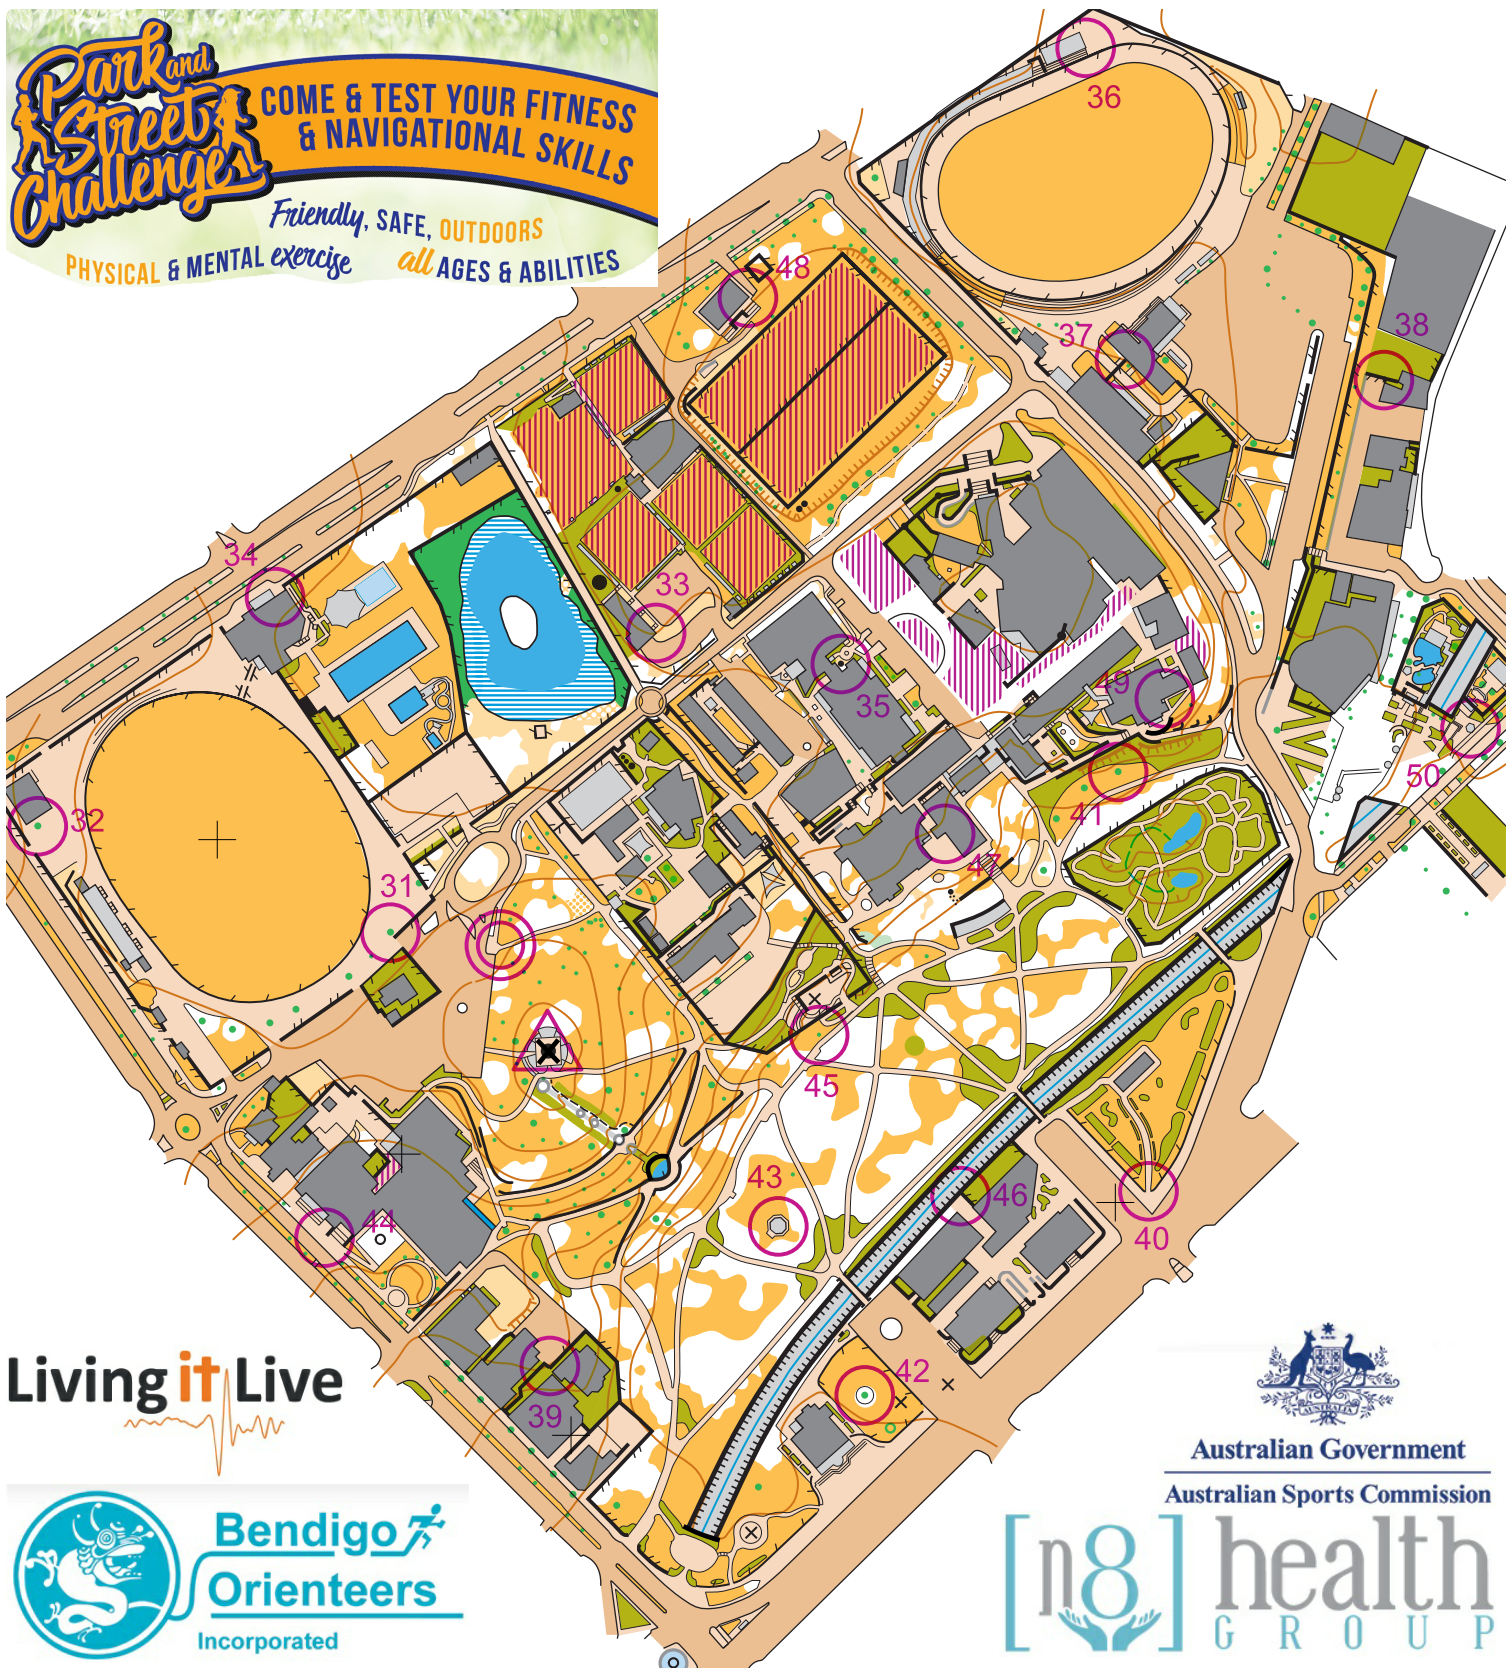 Park and
Street
Challenge
COME & TEST YOUR FITNESS
& NAVIGATIONAL SKILLS
Friendly, SAFE, OUTDOORS
PHYSICAL & MENTAL exercise all AGES & ABILITIES
36
48
37
38
34
33
35
49
50
32
41
47
31
45
43
46
44
40
42
39
Living it Live
Bendigo
Orienteers
Incorporated
AUSTRALIA
Australian Government
Australian Sports Commission
[n8] health
GROUP